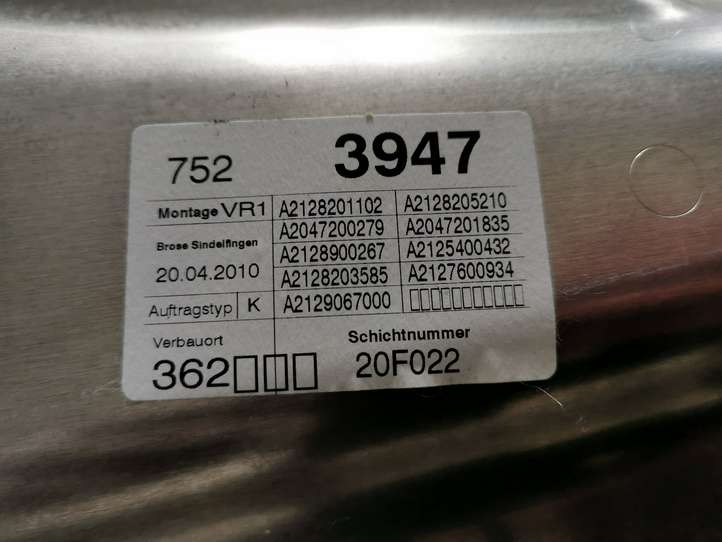 752 3947
Montage VR1 A2128201102 A2128205210
A2047200279 A2047201835
Brose Sindelfingen A2128900267 A2125400432
20.04.2010 A2128203585 A2127600934
Auftragstyp K A2129067000 □□□□□□□□□□□
Verbauort Schichtnummer
362□□□ 20F022